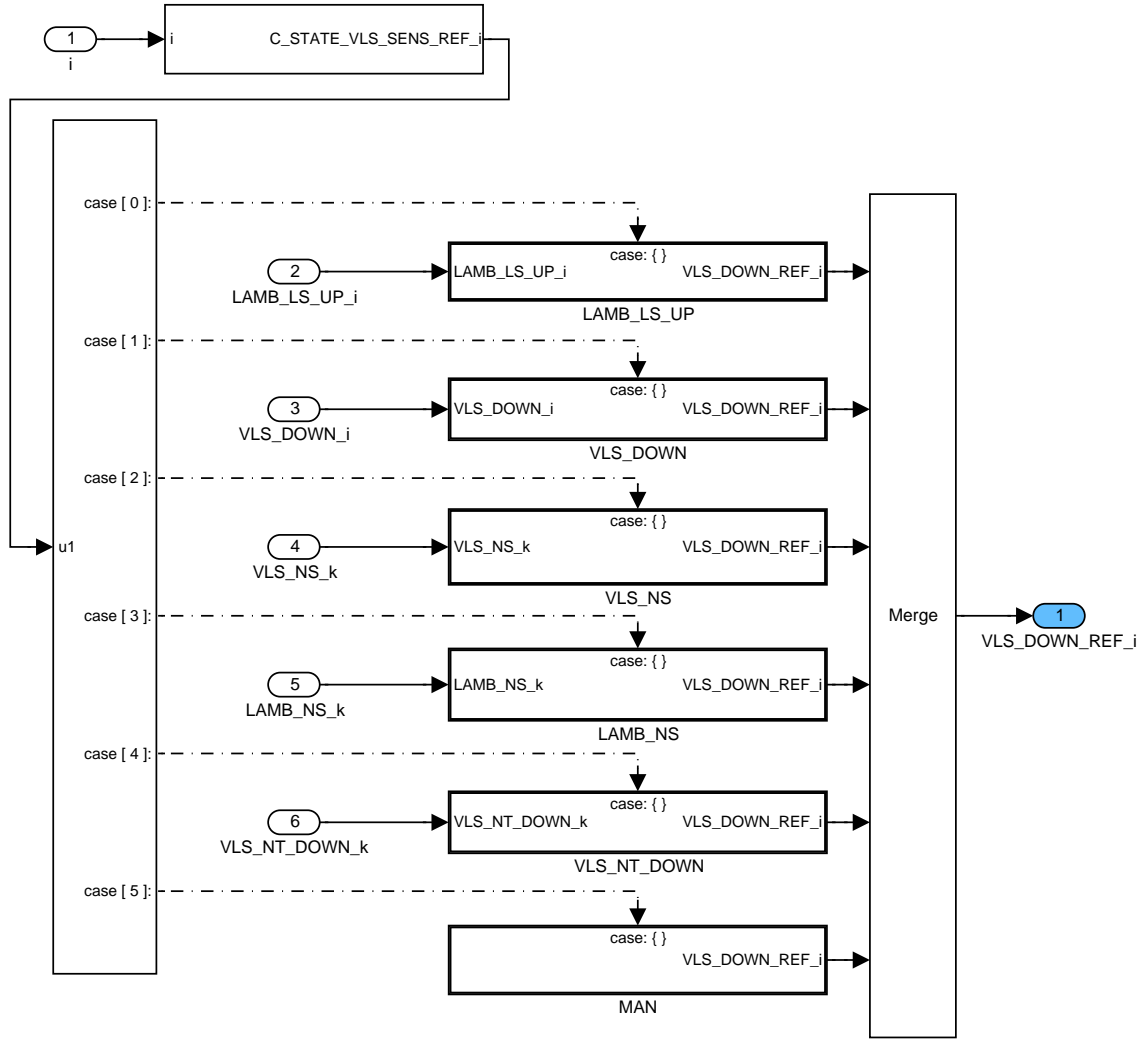 1
i
i
C_STATE_VLS_SENS_REF_i
case [ 0 ]:
case: { }
2
LAMB_LS_UP_i
VLS_DOWN_REF_i
LAMB_LS_UP_i
LAMB_LS_UP
case [ 1 ]:
case: { }
3
VLS_DOWN_i
VLS_DOWN_REF_i
VLS_DOWN_i
VLS_DOWN
case [ 2 ]:
case: { }
u1
4
VLS_NS_k
VLS_DOWN_REF_i
VLS_NS_k
VLS_NS
case [ 3 ]:
Merge
1
VLS_DOWN_REF_i
case: { }
5
LAMB_NS_k
VLS_DOWN_REF_i
LAMB_NS_k
LAMB_NS
case [ 4 ]:
case: { }
6
VLS_NT_DOWN_k
VLS_DOWN_REF_i
VLS_NT_DOWN_k
VLS_NT_DOWN
case [ 5 ]:
case: { }
VLS_DOWN_REF_i
MAN